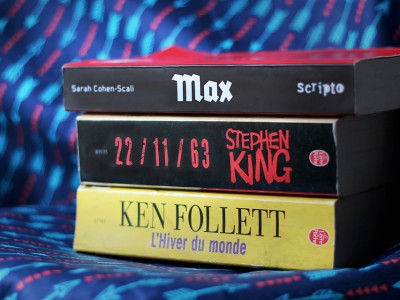 Sarah Cohen-Scali Max Scripto
22/11/63 STEPHEN
KING
KEN FOLLETT
L'Hiver du monde